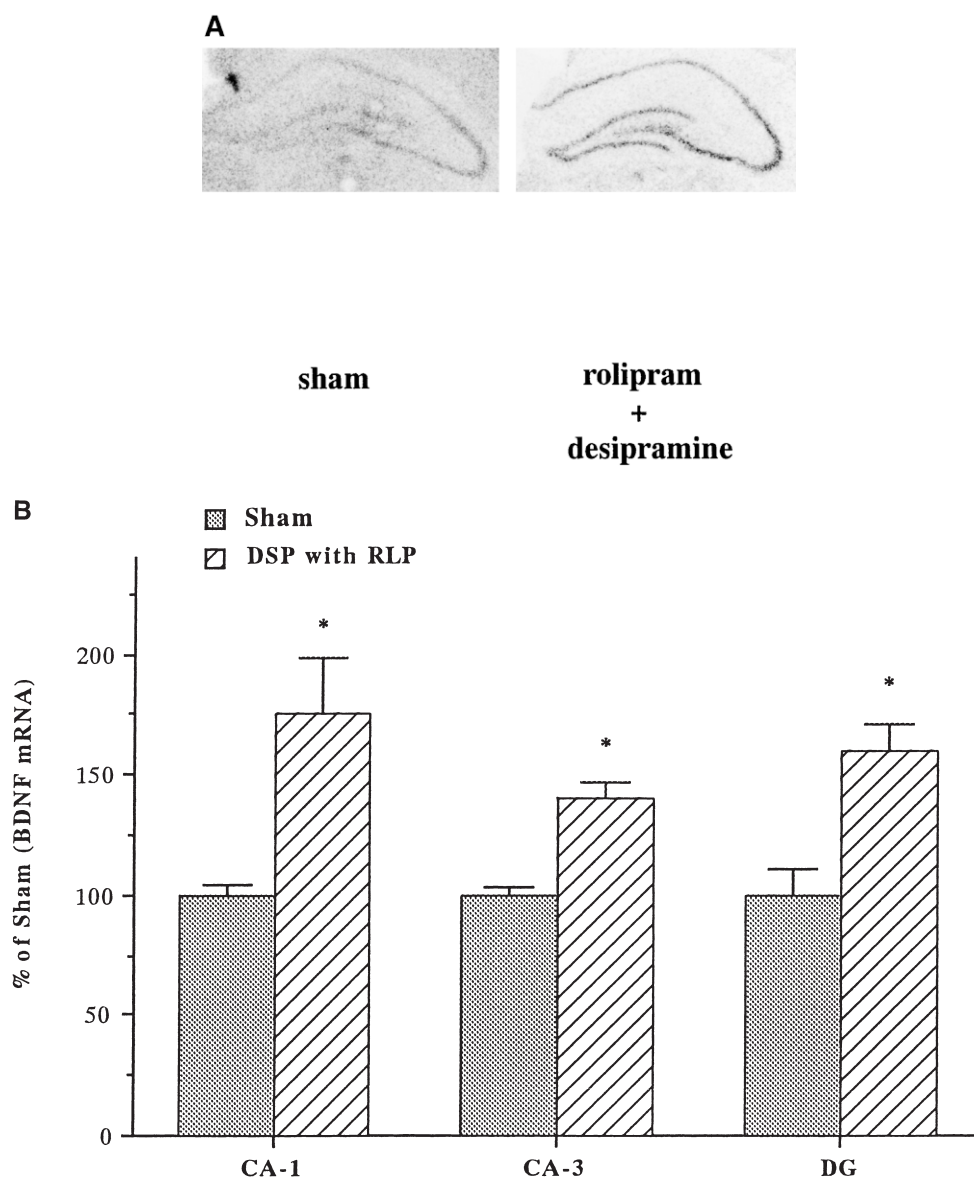 A
sham
rolipram
+
desipramine
B
Sham
DSP with RLP
% of Sham (BDNF mRNA)
200
150
100
50
0
*
*
*
CA-1
CA-3
DG